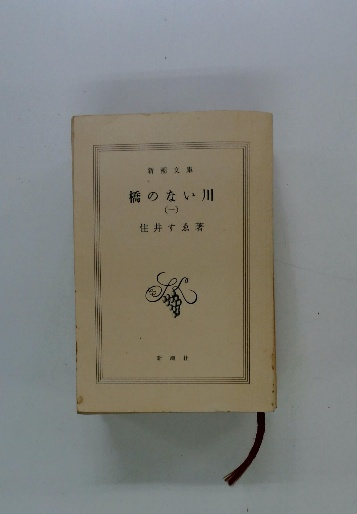 新潮文庫
橋のない川
(一)
住井すゑ著
新潮社